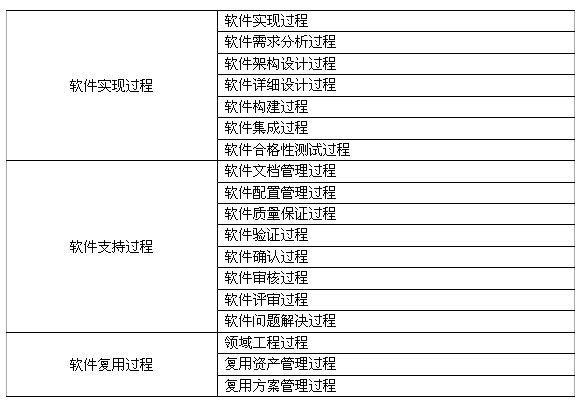 软件实现过程
软件实现过程
软件需求分析过程
软件架构设计过程
软件详细设计过程
软件构建过程
软件集成过程
软件合格性测试过程
软件支持过程
软件文档管理过程
软件配置管理过程
软件质量保证过程
软件验证过程
软件确认过程
软件审核过程
软件评审过程
软件问题解决过程
软件复用过程
领域工程过程
复用资产管理过程
复用方案管理过程